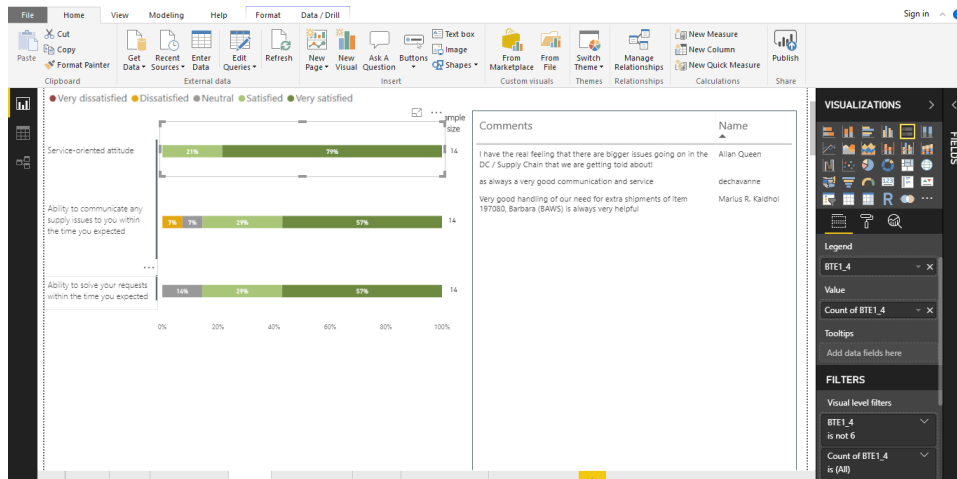 File Home View Modeling Help Format Data / Drill Sign in
Paste
Cut
Copy
Format Painter
Get Data
Recent Sources
Enter Data
Edit Queries
Refresh
New Page
New Visual
Ask A Question
Buttons
Text box
Image
Shapes
From Marketplace
From File
Switch Theme
Manage Relationships
New Measure
New Column
New Quick Measure
Publish
Clipboard External data Insert Custom visuals Themes Relationships Calculations Share
Very dissatisfied Dissatisfied Neutral Satisfied Very satisfied
ample
size
Service-oriented attitude 21% 79% 14
Ability to communicate any
supply issues to you within
the time you expected
7% 7% 29% 57% 14
Ability to solve your requests
within the time you expected
14% 29% 57% 14
0% 20% 40% 60% 80% 100%
Comments Name
I have the real feeling that there are bigger issues going on in the Allan Queen
DC / Supply Chain that we are getting told about!
as always a very good communication and service dechavanne
Very good handling of our need for extra shipments of item Marius R. Kaldhol
197080, Barbara (BAWS) is always very helpful
VISUALIZATIONS
FIELDS
R
Legend
BTE1_4
Value
Count of BTE1_4
Tooltips
Add data fields here
FILTERS
Visual level filters
BTE1_4
is not 6
Count of BTE1_4
is (All)